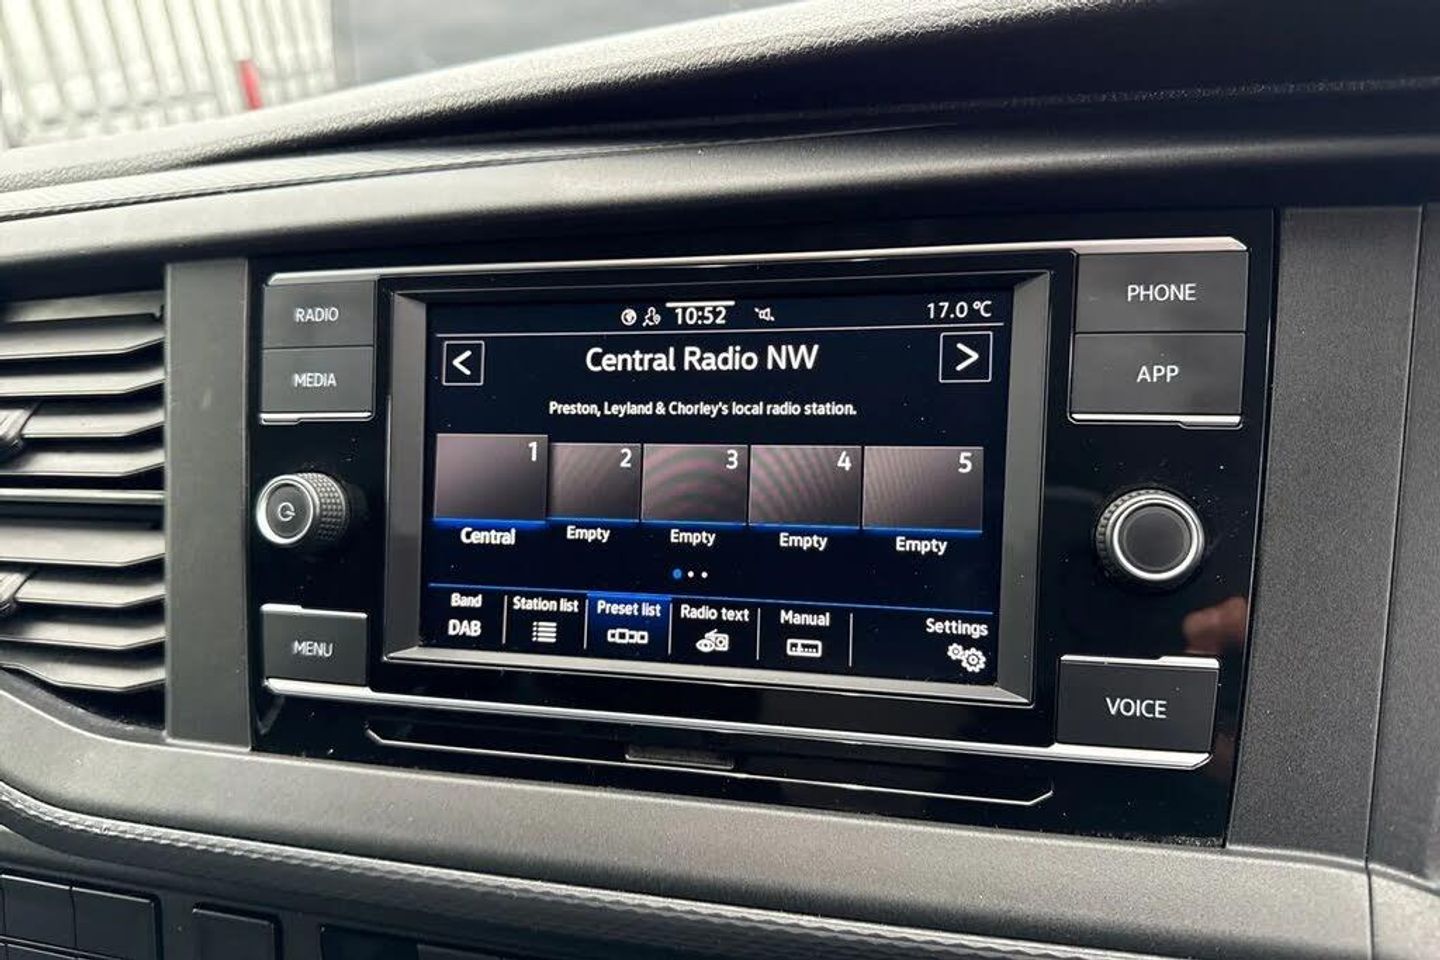 RADIO
MEDIA
MENU
10:52
17.0 °C
<
Central Radio NW
>
Preston, Leyland & Chorley's local radio station.
1
2
3
4
5
Central
Empty
Empty
Empty
Empty
Band
DAB
Station list
Preset list
Radio text
Manual
Settings
PHONE
APP
VOICE